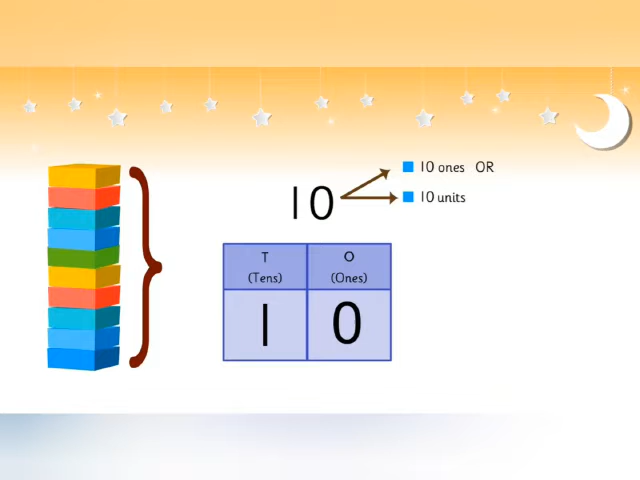 10 ones OR
10
10 units
T O
(Tens) (Ones)
1 0